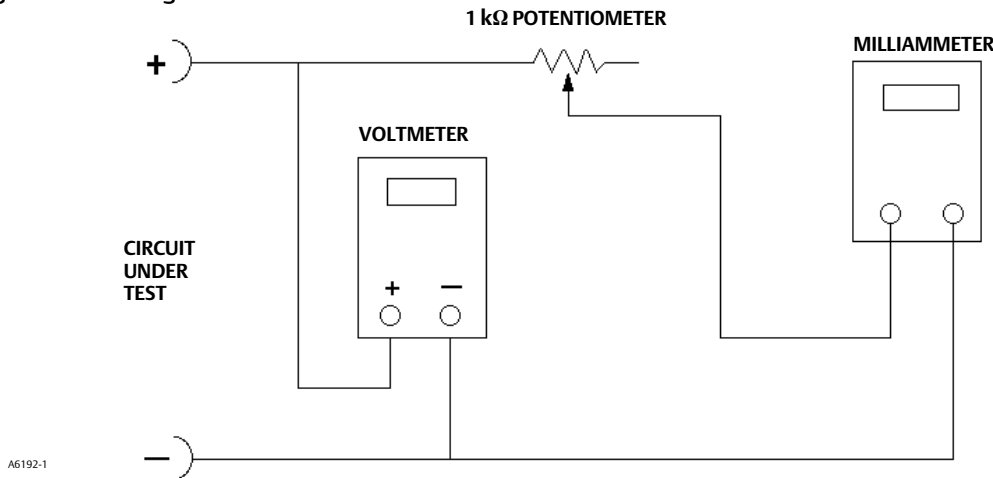 1 kΩ POTENTIOMETER
MILLIAMMETER
+
VOLTMETER
CIRCUIT
UNDER
TEST
+ —
—
A6192-1